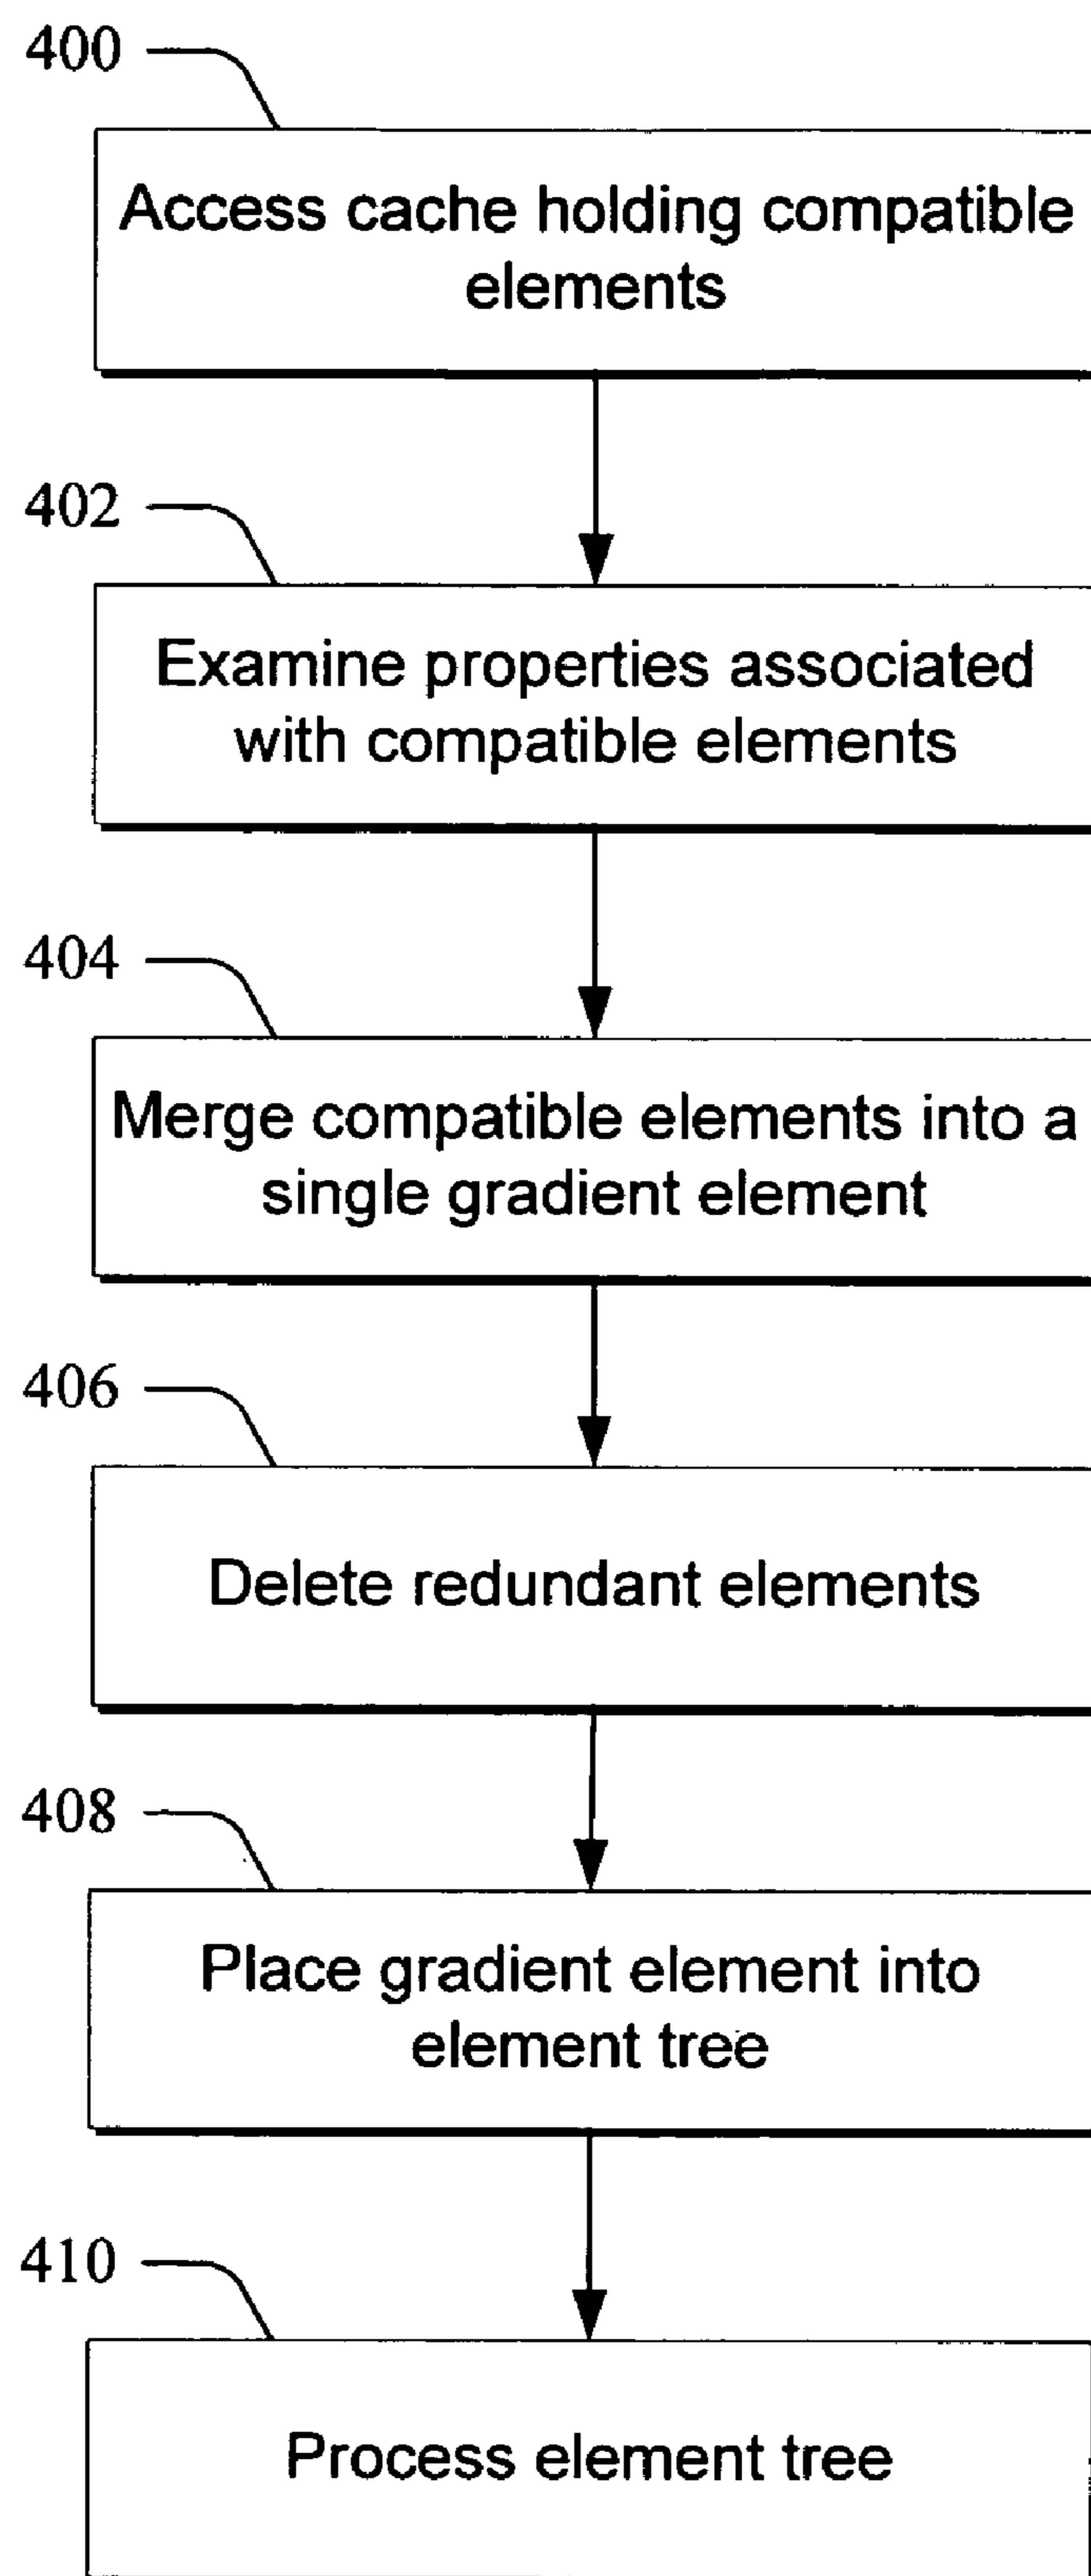 400
Access cache holding compatible
elements
402
Examine properties associated
with compatible elements
404
Merge compatible elements into a
single gradient element
406
Delete redundant elements
408
Place gradient element into
element tree
410
Process element tree